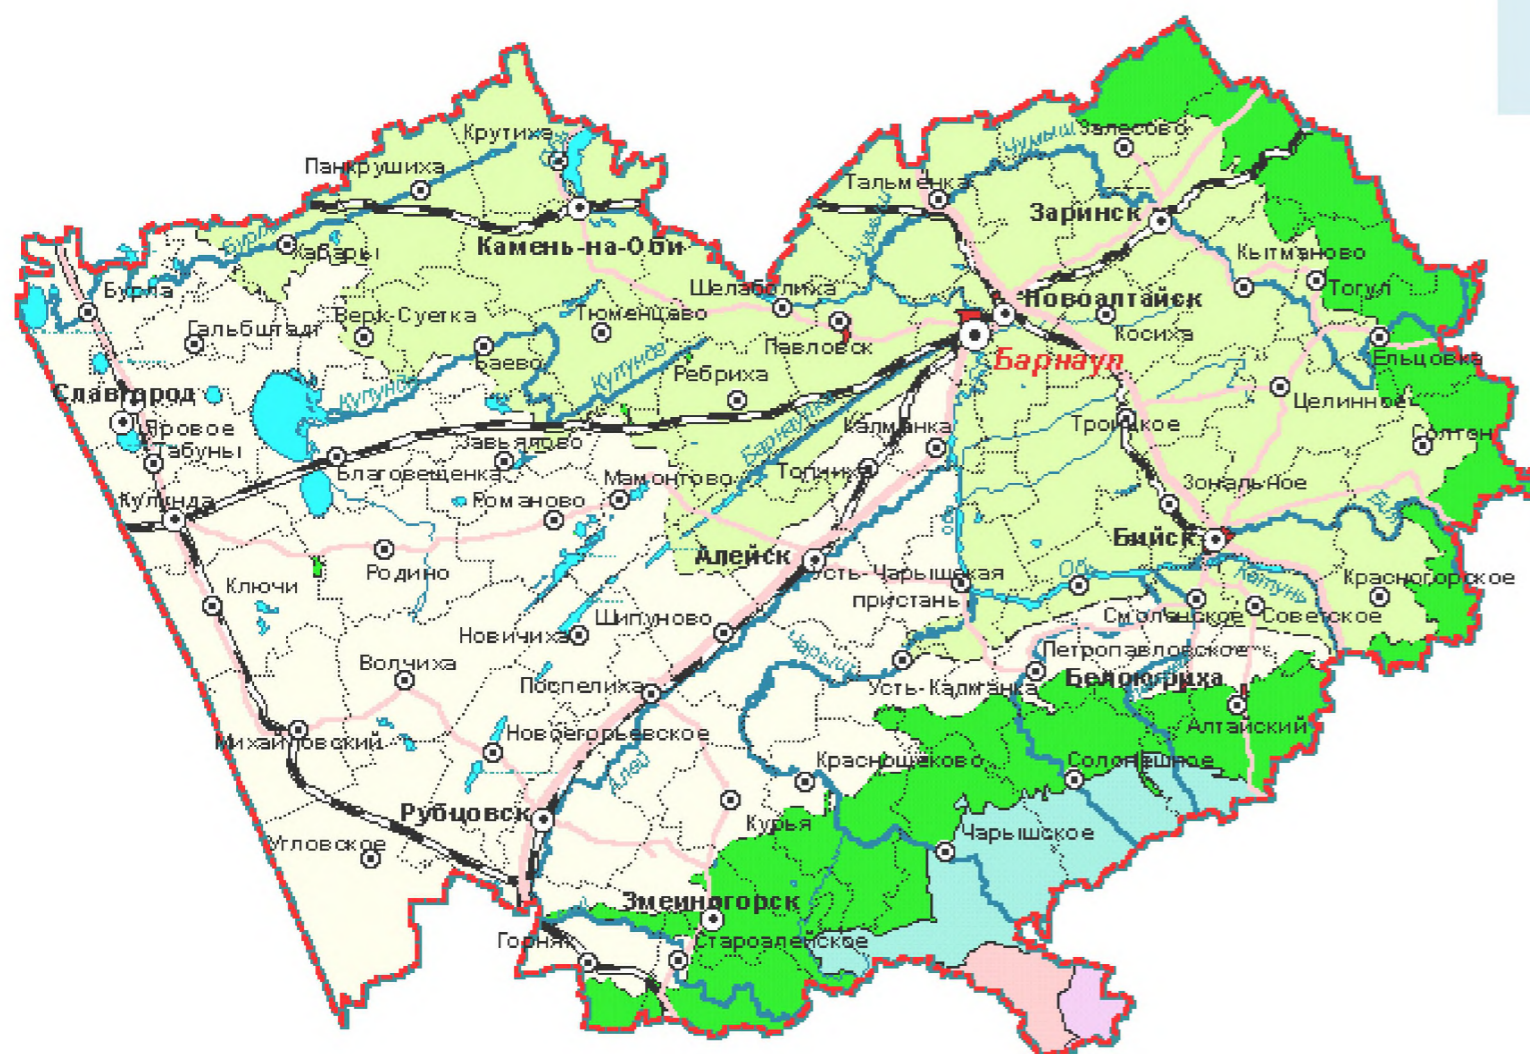 Крутиха
Панкрушиха
Чумыш
Залесово
Тальменка
Заринск
Чумыш
Бурла
Хабары
Камень-на-Оби
Кытманово
Тогул
Бурла
Шелаболиха
Новоалтайск
Гальбштадт
Верх-Суетка
Тюменцево
Косиха
Баево
Павловск
Барнаул
Ельцовка
Кулунда
Кулунда
Ребриха
Славгород
Целинное
Яровое
Завьялово
Барнаулка
Калманка
Троицкое
Солтон
Табуны
Благовещенка
Мамонтово
Топчиха
Кулунда
Романово
Зональное
Обь
Алейск
Бийск
Родино
Усть-Чарышская
пристань
Обь
Катунь
Красногорское
Ключи
Новичиха
Шипуново
Смоленское
Советское
Чарыш
Петропавловское
Волчиха
Поспелиха
Усть-Калманка
Белокуриха
Алтайский
Михайловский
Новоегорьевское
Алей
Краснощеково
Солонешное
Рубцовск
Курья
Чарышское
Угловское
Змеиногорск
Горняк
Староалейское